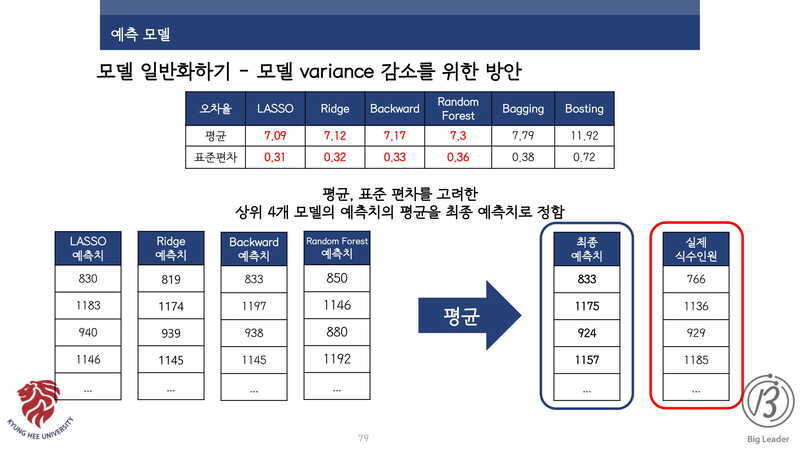 예측 모델
모델 일반화하기 - 모델 variance 감소를 위한 방안
오차율 LASSO Ridge Backward Random Forest Bagging Bosting
평균 7.09 7.12 7.17 7.3 7.79 11.92
표준편차 0.31 0.32 0.33 0.36 0.38 0.72
평균, 표준 편차를 고려한
상위 4개 모델의 예측치의 평균을 최종 예측치로 정함
LASSO
예측치
830
1183
940
1146
...
Ridge
예측치
819
1174
939
1145
...
Backward
예측치
833
1197
938
1145
...
Random Forest
예측치
850
1146
880
1192
...
평균
최종
예측치
833
1175
924
1157
...
실제
식수인원
766
1136
929
1185
...
KYUNG HEE UNIVERSITY
79
Big Leader